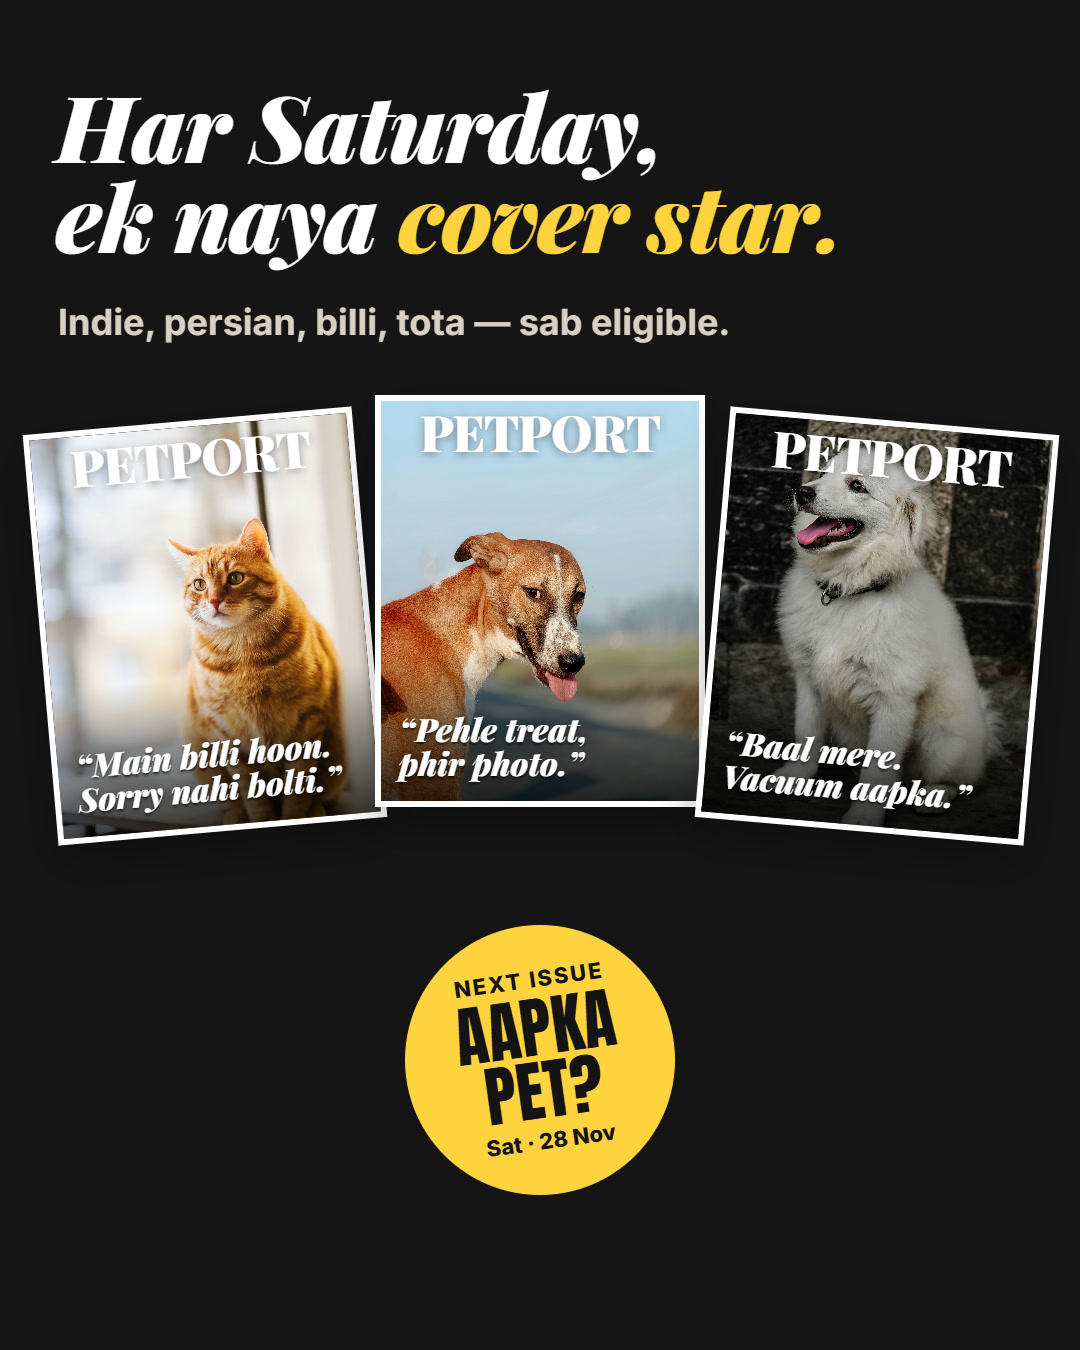 Har Saturday,
ek naya cover star.
Indie, persian, billi, tota — sab eligible.
PETPORT
“Main billi hoon.
Sorry nahi bolti.”
PETPORT
“Pehle treat,
phir photo.”
PETPORT
“Baal mere.
Vacuum aapka.”
NEXT ISSUE
AAPKA
PET?
Sat · 28 Nov